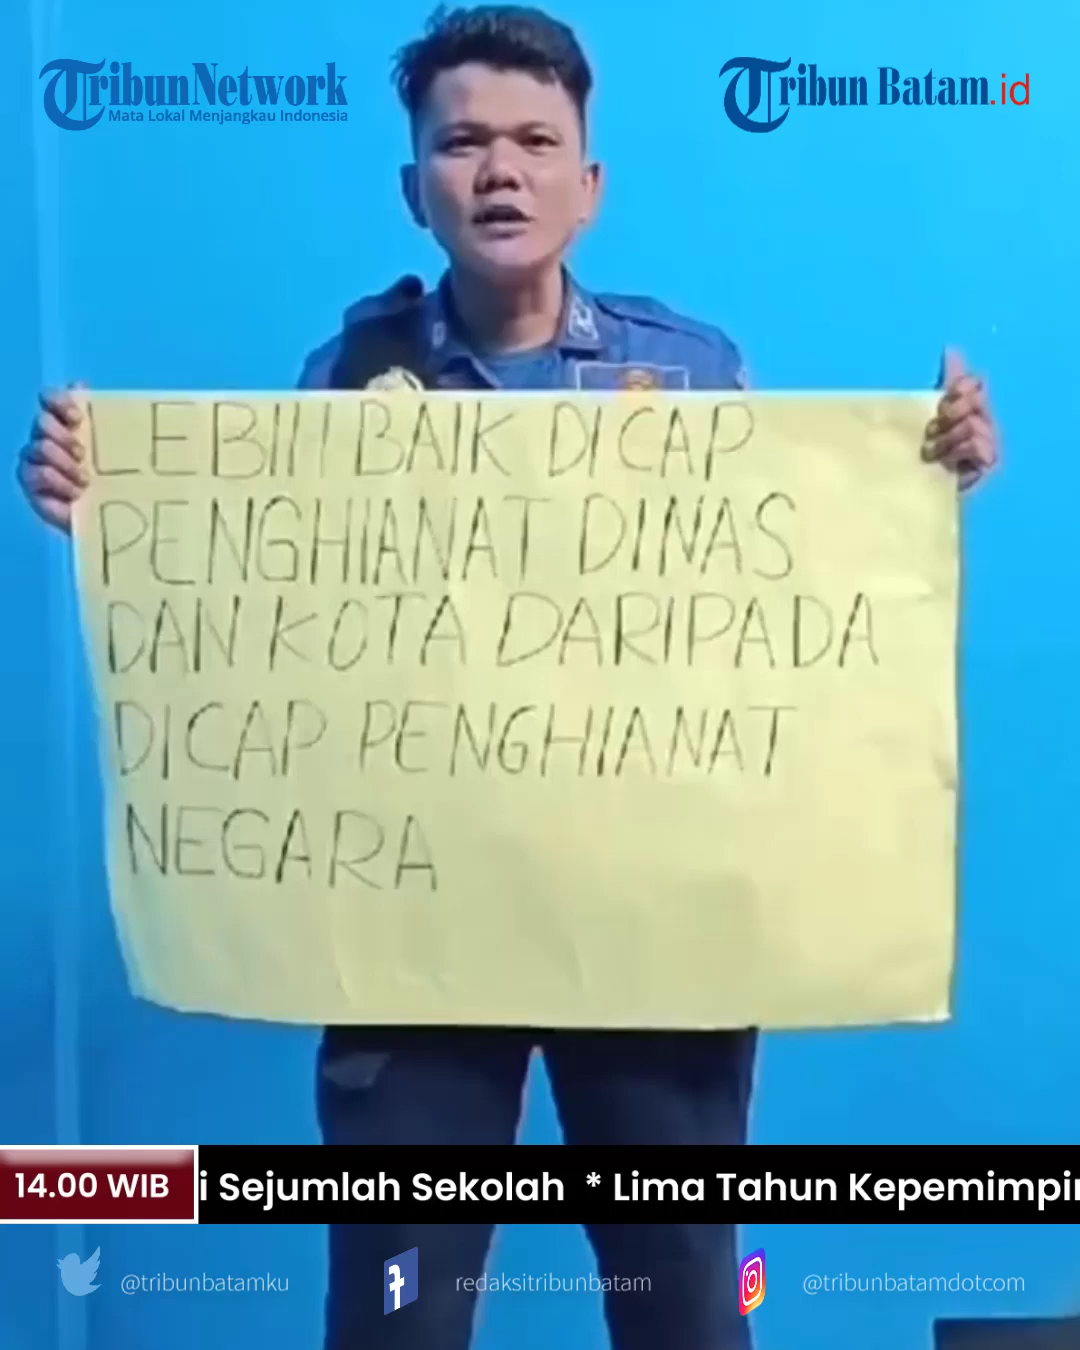 TribunNetwork
Mata Lokal Menjangkau Indonesia
Tribun Batam.id
LEBIH BAIK DICAP
PENGHIANAT DINAS
DAN KOTA DARIPADA
DICAP PENGHIANAT
NEGARA
14.00 WIB
i Sejumlah Sekolah * Lima Tahun Kepemimpin
@tribunbatamku
redaksitribunbatam
@tribunbatamdotcom